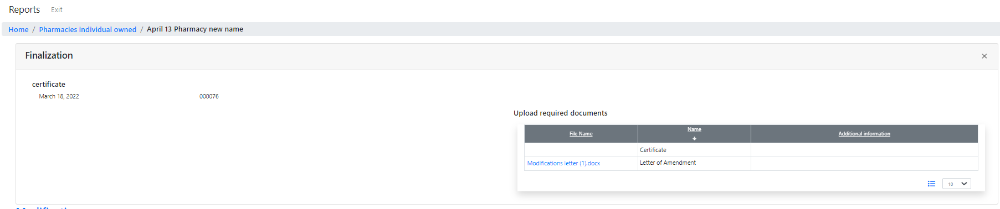 Reports Exit
Home / Pharmacies individual owned / April 13 Pharmacy new name
Finalization
×
certificate
March 18, 2022 000076
Upload required documents
File Name Name Additional information
Certificate
Modifications letter (1).docx Letter of Amendment
10